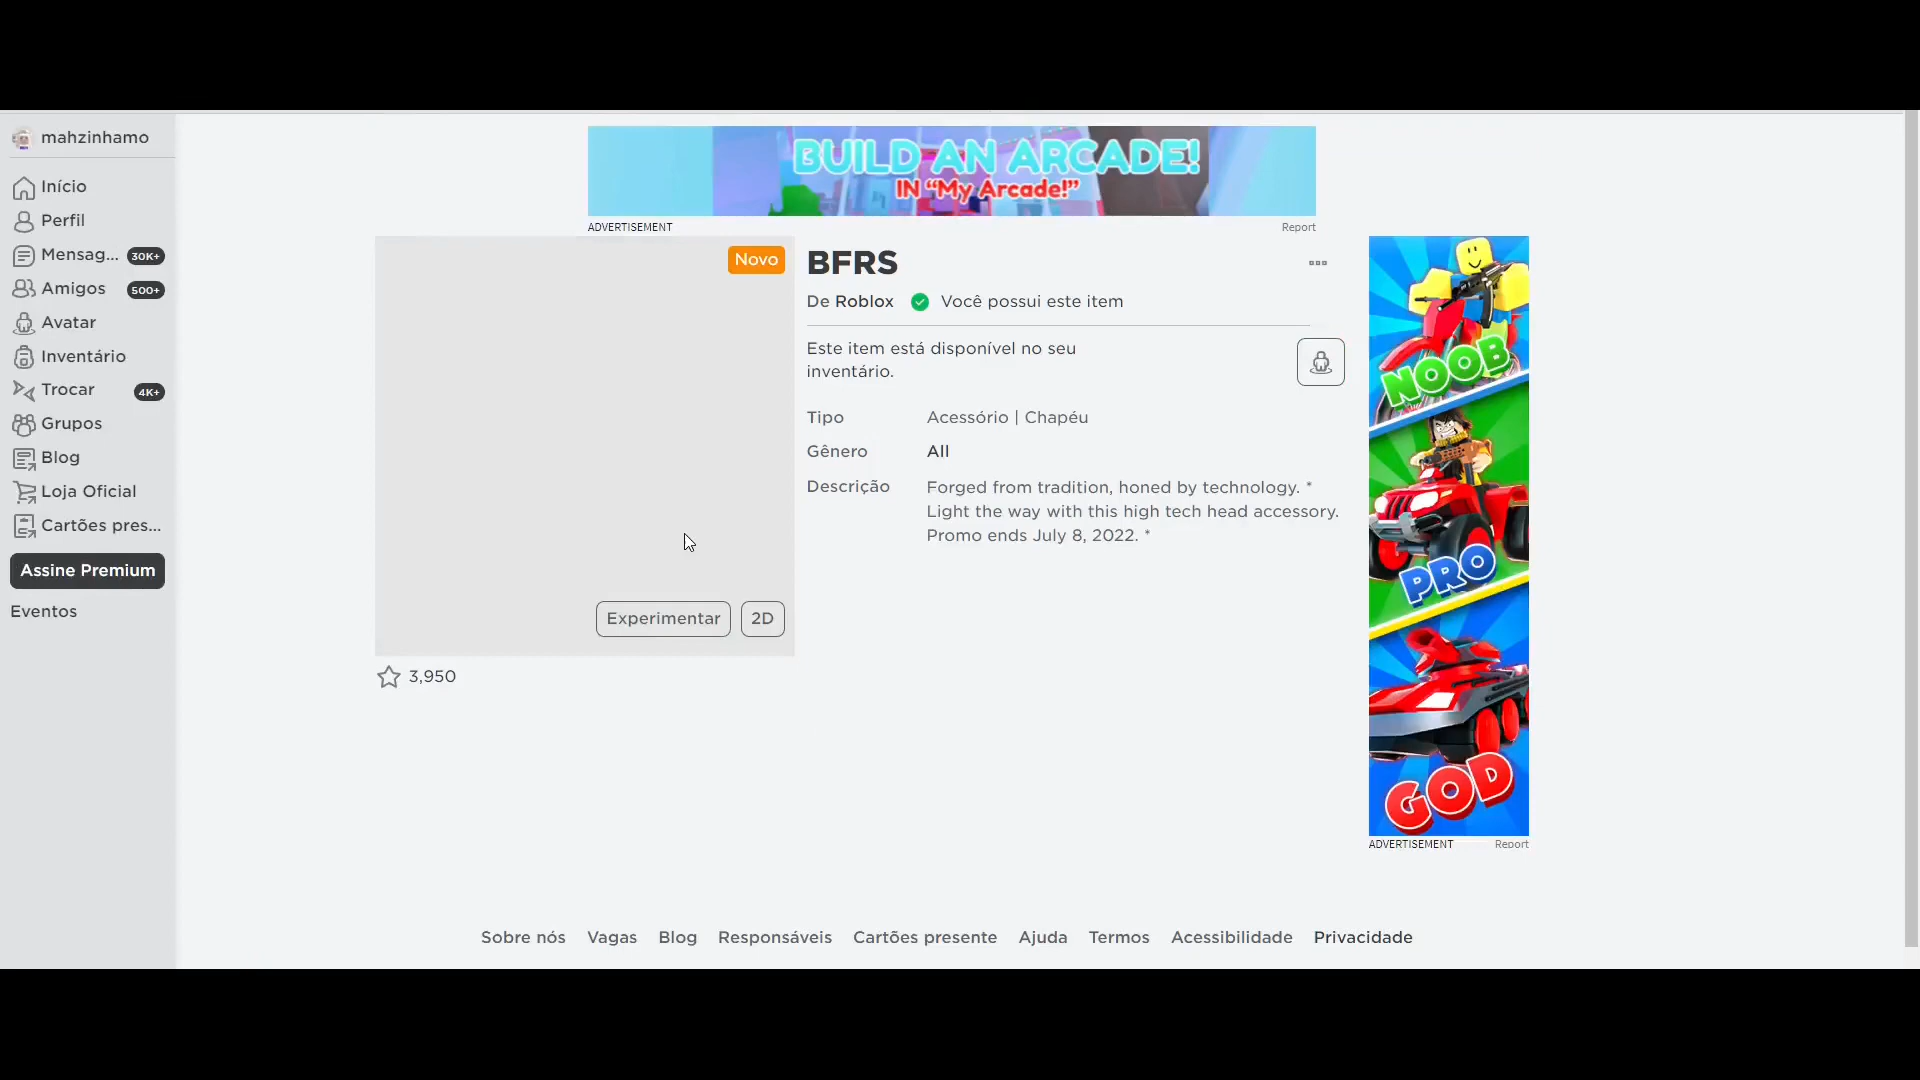 mahzinhamo
Início
Perfil
Mensag... 30K+
Amigos 500+
Avatar
Inventário
Trocar 4K+
Grupos
Blog
Loja Oficial
Cartões pres...
Assine Premium
Eventos
BUILD AN ARCADE!
IN "My Arcade!"
ADVERTISEMENT Report
Novo
Experimentar 2D
3,950
BFRS
De Roblox Você possui este item
Este item está disponível no seu
inventário.
Tipo Acessório | Chapéu
Gênero All
Descrição Forged from tradition, honed by technology. *
Light the way with this high tech head accessory.
Promo ends July 8, 2022. *
NOOB
PRO
GOD
ADVERTISEMENT Report
Sobre nós Vagas Blog Responsáveis Cartões presente Ajuda Termos Acessibilidade Privacidade